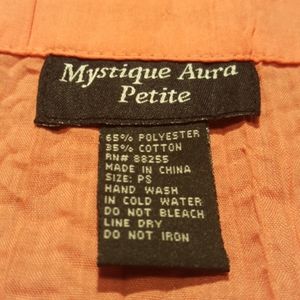 Mystique Aura
Petite
65% POLYESTER
35% COTTON
RN# 88255
MADE IN CHINA
SIZE: PS
HAND WASH
IN COLD WATER
DO NOT BLEACH
LINE DRY
DO NOT IRON